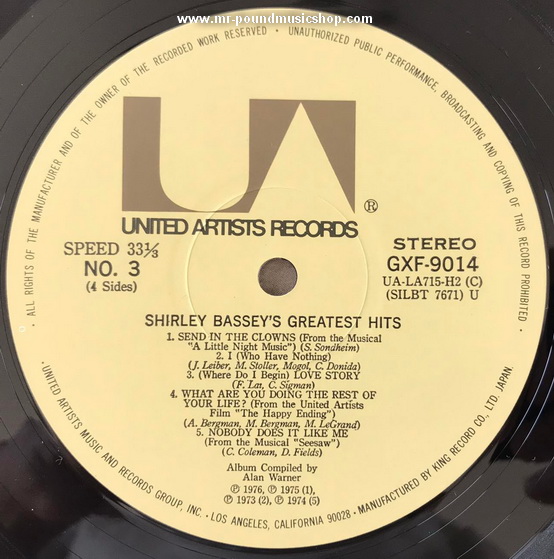 www.mr-poundmusicshop.com
· ALL RIGHTS OF THE MANUFACTURER AND OF THE OWNER OF THE RECORDED WORK RESERVED · UNAUTHORIZED PUBLIC PERFORMANCE, BROADCASTING AND COPYING OF THIS RECORD PROHIBITED ·
UA
®
UNITED ARTISTS RECORDS
SPEED 33⅓
NO. 3
(4 Sides)
STEREO
GXF-9014
UA-LA715-H2 (C)
(SILBT 7671) U
SHIRLEY BASSEY'S GREATEST HITS
1. SEND IN THE CLOWNS (From the Musical
"A Little Night Music") (S. Sondheim)
2. I (Who Have Nothing)
(J. Leiber, M. Stoller, Mogol, C. Donida)
3. (Where Do I Begin) LOVE STORY
(F. Lai, C. Sigman)
4. WHAT ARE YOU DOING THE REST OF
YOUR LIFE? (From the United Artists
Film "The Happy Ending")
(A. Bergman, M. Bergman, M. LeGrand)
5. NOBODY DOES IT LIKE ME
(From the Musical "Seesaw")
(C. Coleman, D. Fields)
Album Compiled by
Alan Warner
℗ 1976, ℗ 1975 (1),
℗ 1973 (2), ℗ 1974 (5)
· UNITED ARTISTS MUSIC AND RECORDS GROUP, INC. · LOS ANGELES, CALIFORNIA 90028 · MANUFACTURED BY KING RECORD CO., LTD. JAPAN.